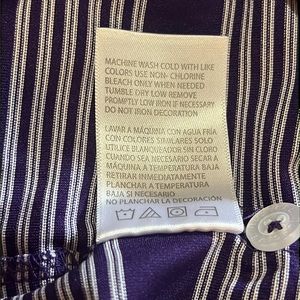 MACHINE WASH COLD WITH LIKE
COLORS USE NON- CHLORINE
BLEACH ONLY WHEN NEEDED
TUMBLE DRY LOW REMOVE
PROMPTLY LOW IRON IF NECESSARY
DO NOT IRON DECORATION
LAVAR A MÁQUINA CON AGUA FRÍA
CON COLORES SIMILARES SOLO
UTILICE BLANQUEADOR SIN CLORO
CUANDO SEA NECESARIO SECAR A
MÁQUINA A TEMPERATURA BAJA
RETIRAR INMEDIATAMENTE
PLANCHAR A TEMPERATURA
BAJA SI ES NECESARIO
NO PLANCHAR LA DECORACIÓN